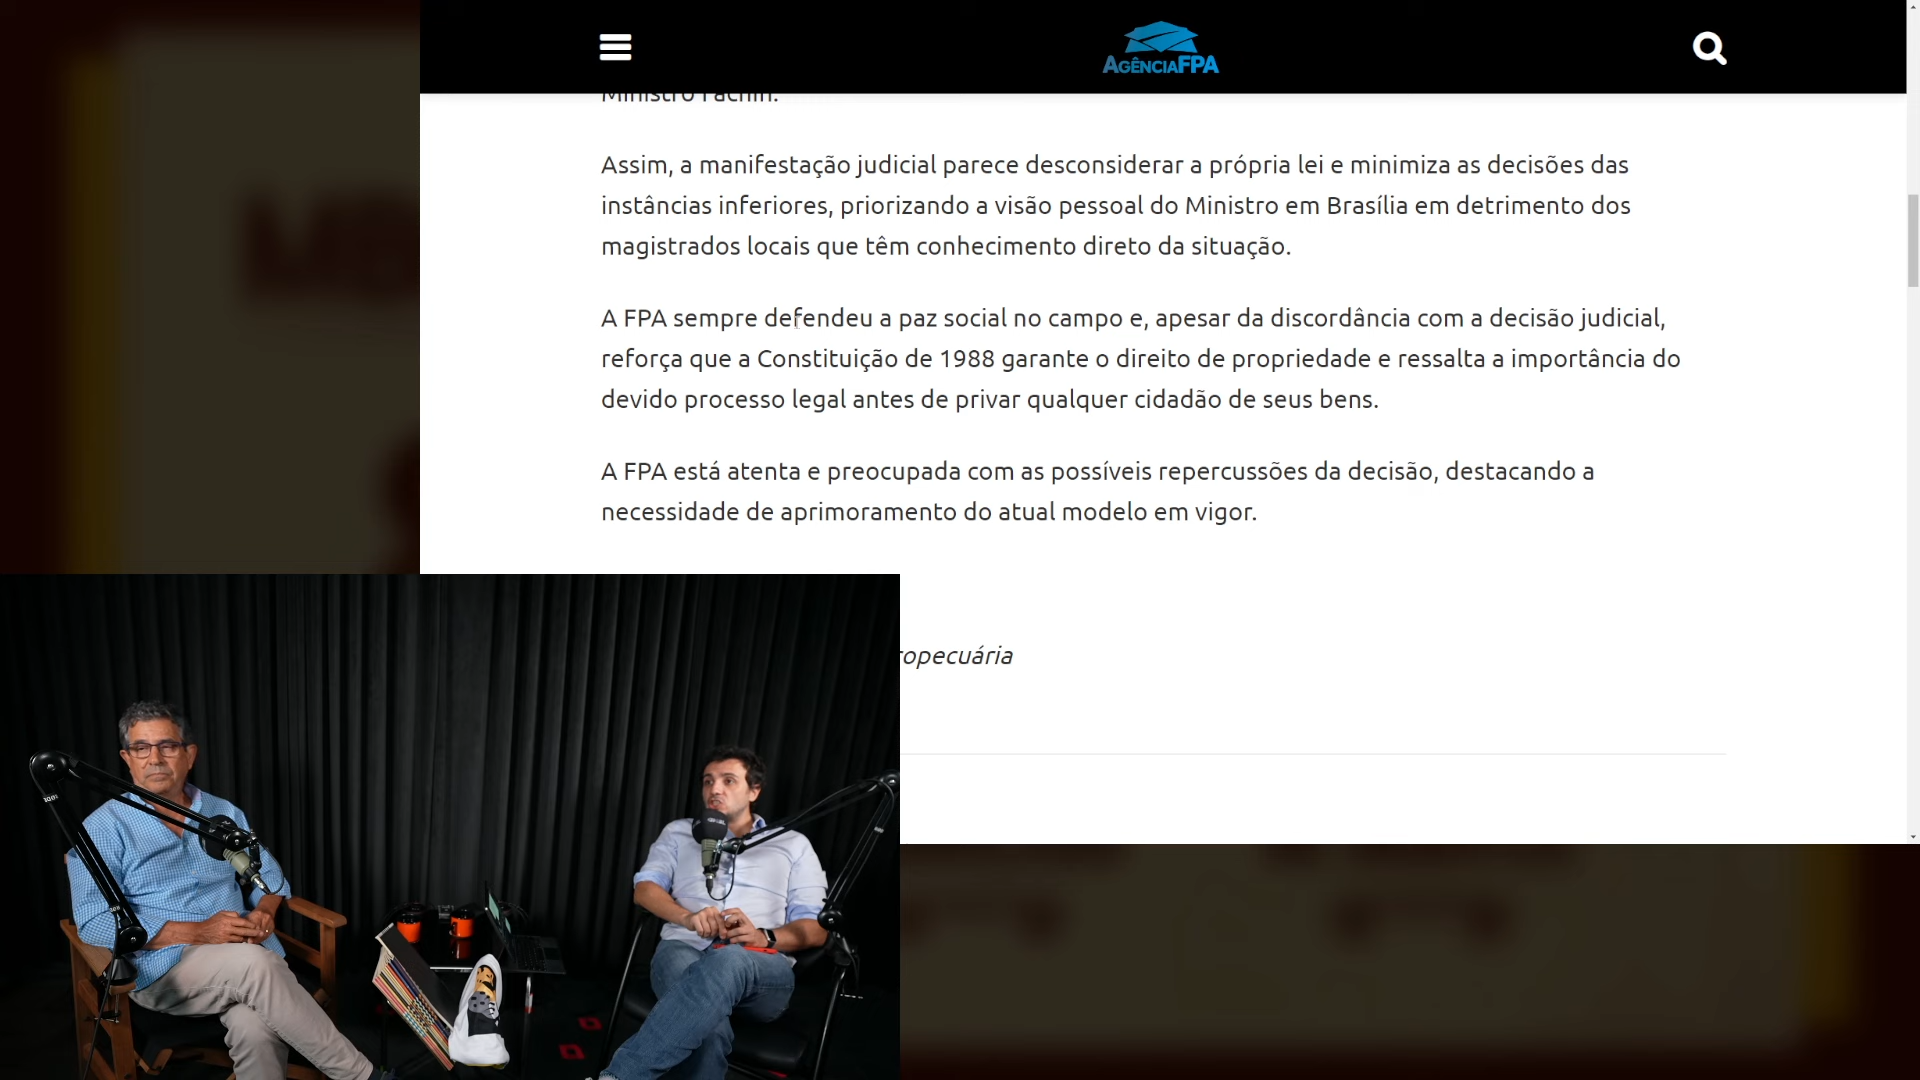 AGÊNCIAFPA
Ministro Fachin.
Assim, a manifestação judicial parece desconsiderar a própria lei e minimiza as decisões das
instâncias inferiores, priorizando a visão pessoal do Ministro em Brasília em detrimento dos
magistrados locais que têm conhecimento direto da situação.
A FPA sempre defendeu a paz social no campo e, apesar da discordância com a decisão judicial,
reforça que a Constituição de 1988 garante o direito de propriedade e ressalta a importância do
devido processo legal antes de privar qualquer cidadão de seus bens.
A FPA está atenta e preocupada com as possíveis repercussões da decisão, destacando a
necessidade de aprimoramento do atual modelo em vigor.
ropecuária